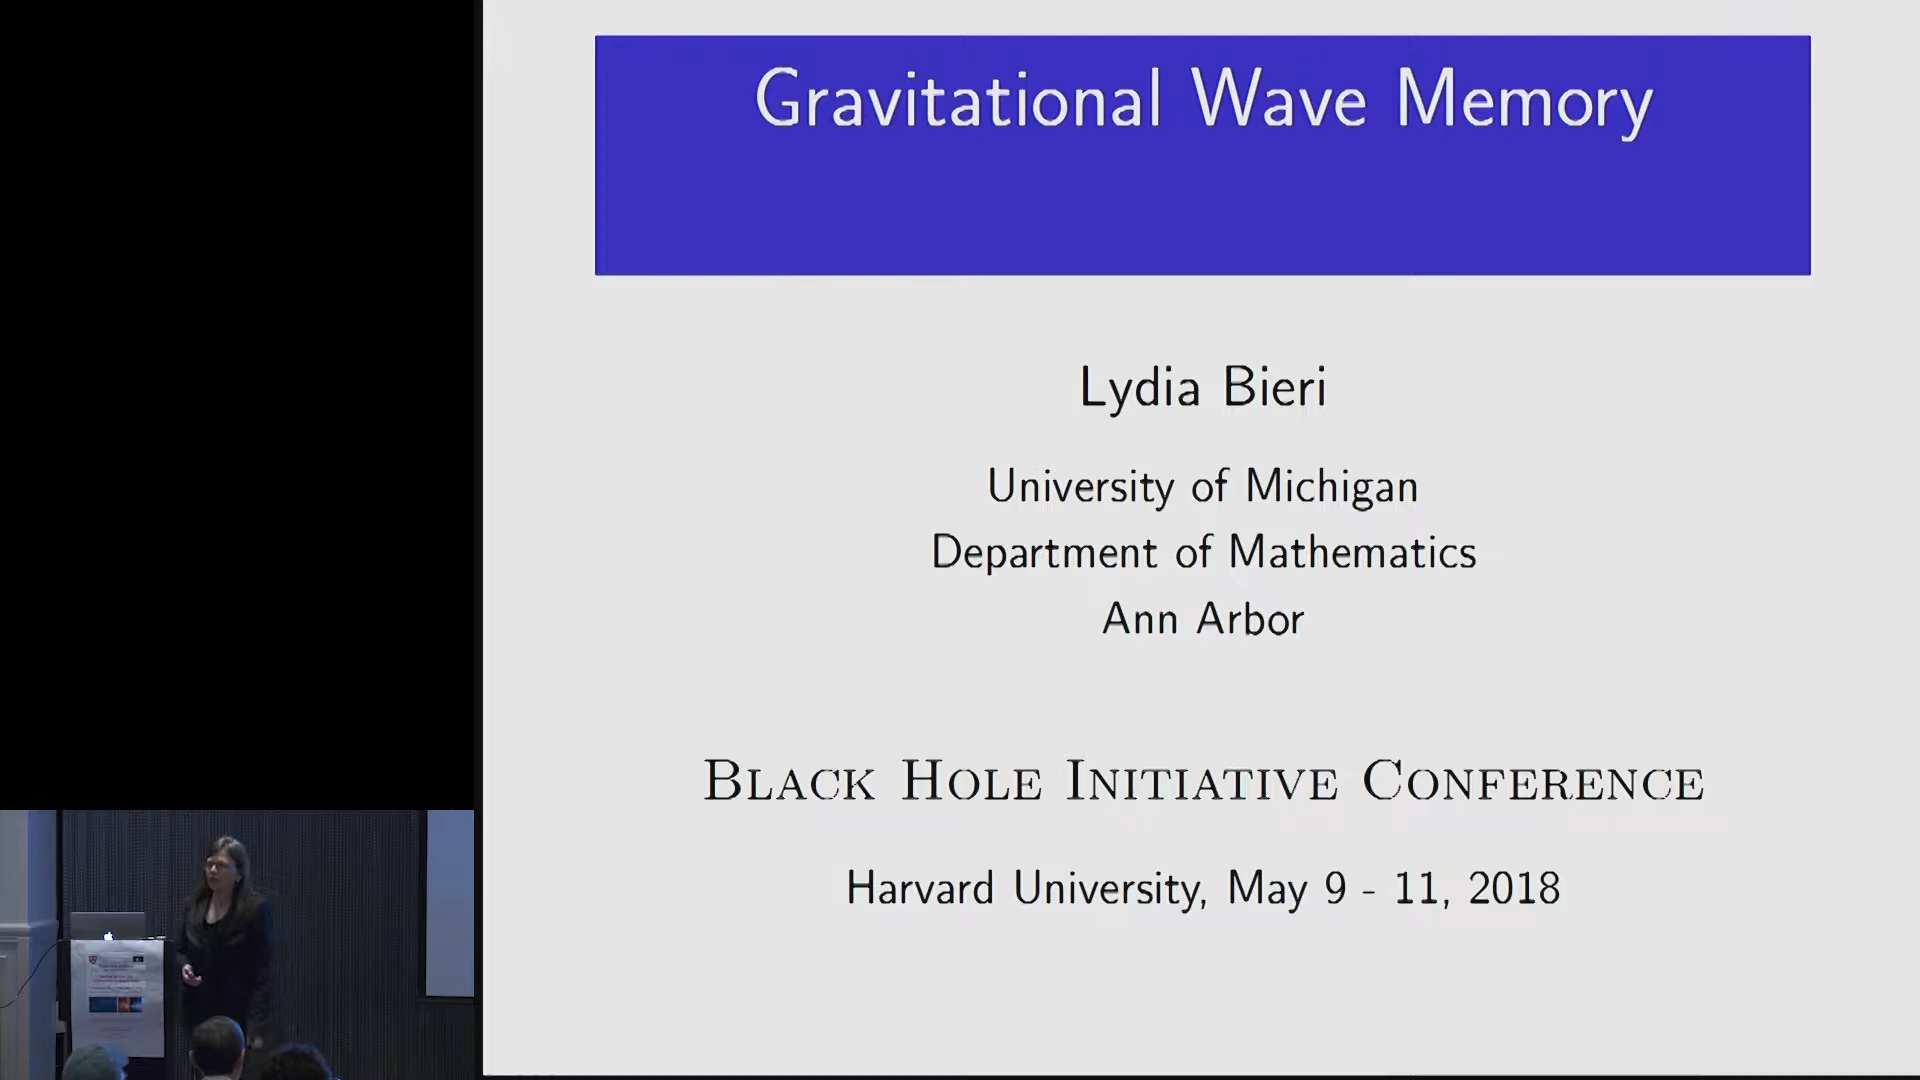 Gravitational Wave Memory
Lydia Bieri
University of Michigan
Department of Mathematics
Ann Arbor
Black Hole Initiative Conference
Harvard University, May 9 - 11, 2018